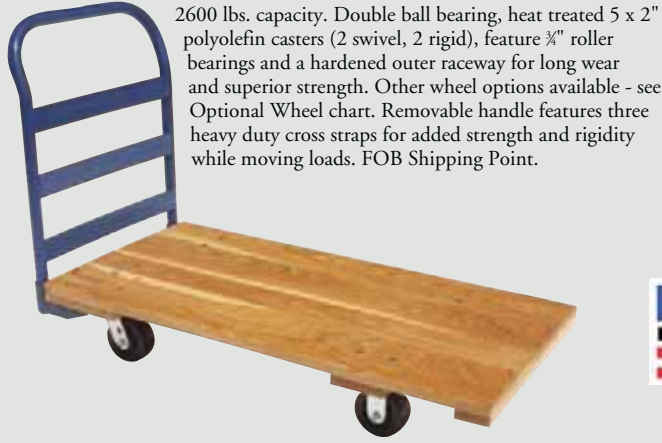 2600 lbs. capacity. Double ball bearing, heat treated 5 x 2"
polyolefin casters (2 swivel, 2 rigid), feature ¾" roller
bearings and a hardened outer raceway for long wear
and superior strength. Other wheel options available - see
Optional Wheel chart. Removable handle features three
heavy duty cross straps for added strength and rigidity
while moving loads. FOB Shipping Point.